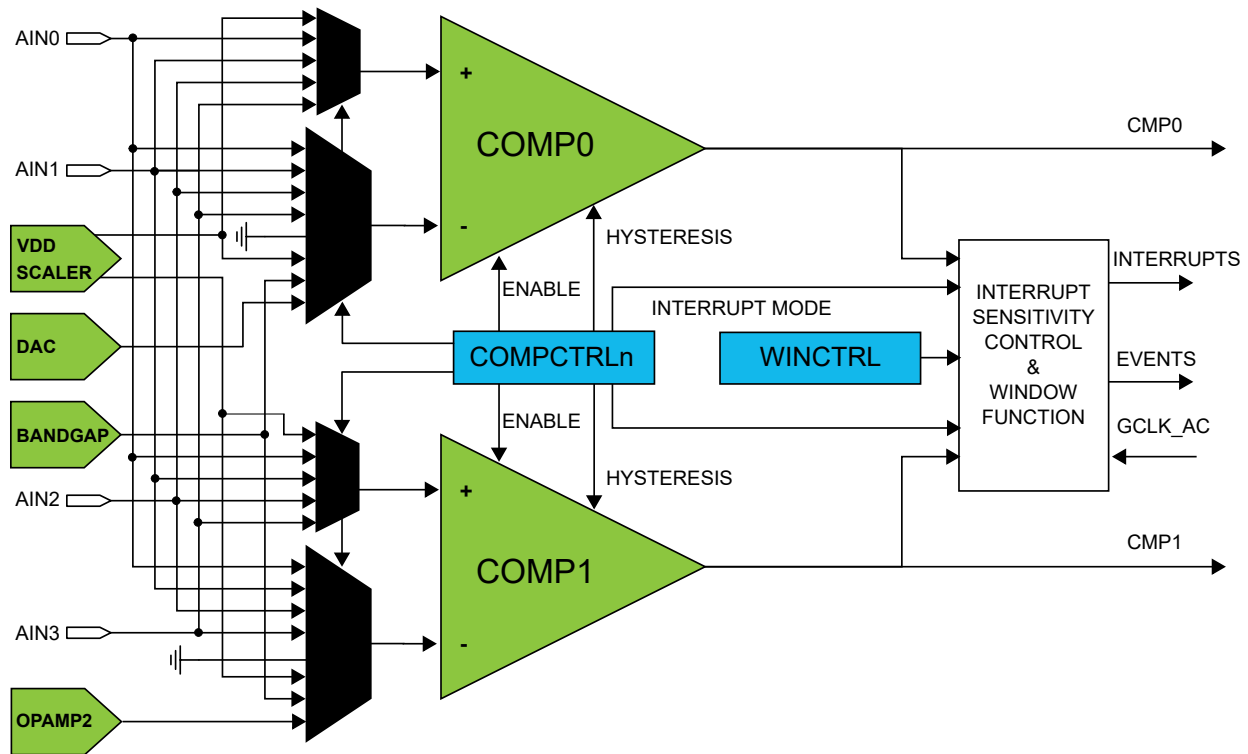 AIN0
+
COMP0
CMP0
AIN1
-
VDD
SCALER
HYSTERESIS
INTERRUPTS
ENABLE
INTERRUPT MODE
INTERRUPT
SENSITIVITY
CONTROL
&
WINDOW
FUNCTION
DAC
COMPCTRLn
WINCTRL
EVENTS
BANDGAP
ENABLE
GCLK_AC
HYSTERESIS
AIN2
+
COMP1
CMP1
AIN3
-
OPAMP2